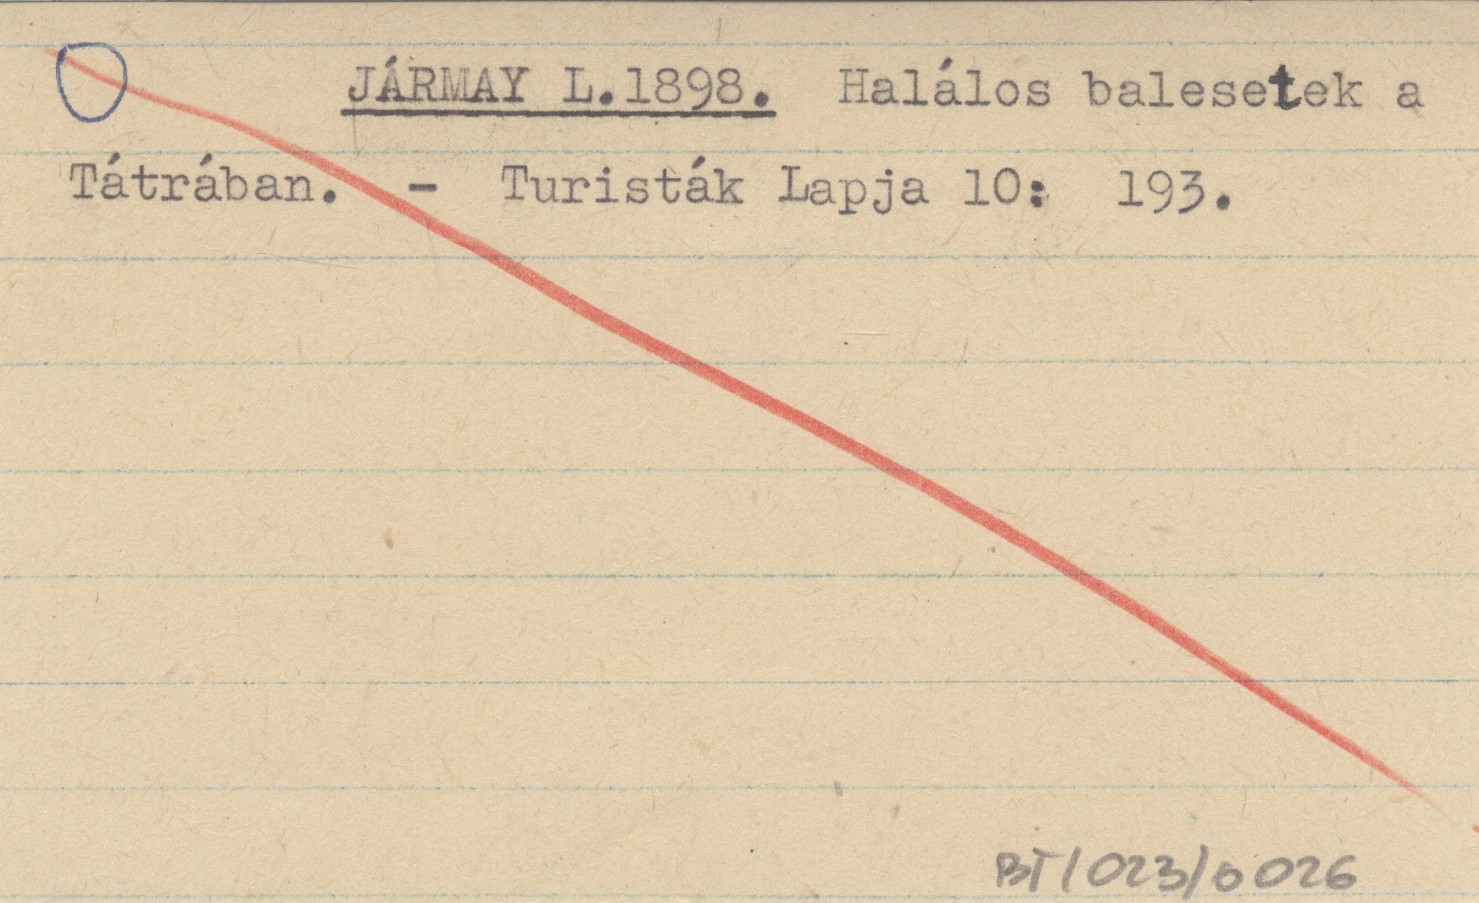 JÁRMAY L.1898. Halálos balesetek a
Tátrában. - Turisták Lapja 10: 193.
BT/023/0026